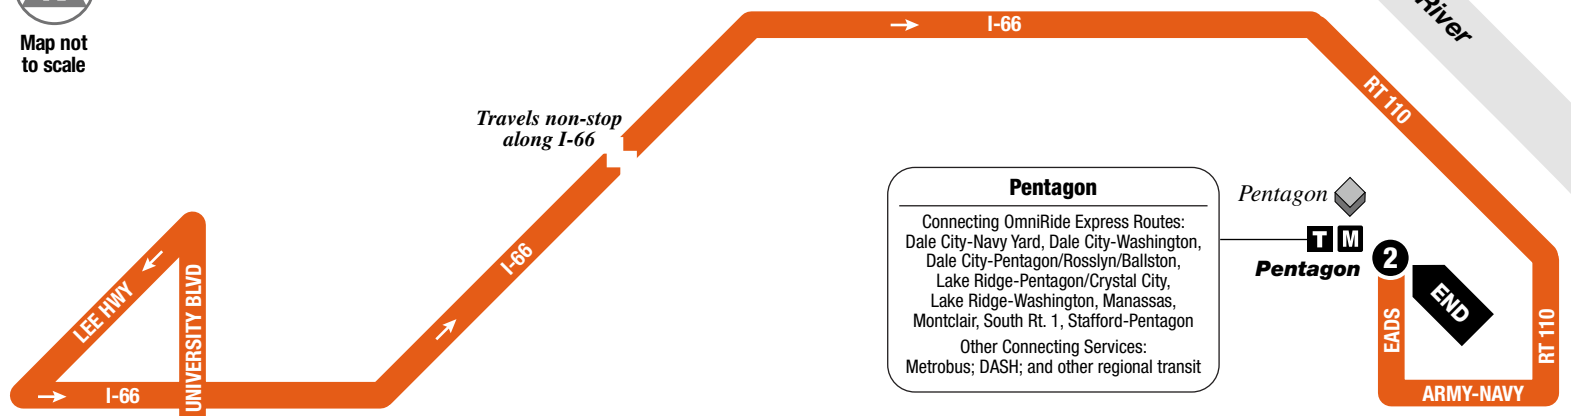 Map not
to scale
I-66
River
RT 110
Travels non-stop
along I-66
Pentagon
Connecting OmniRide Express Routes:
Dale City-Navy Yard, Dale City-Washington,
Dale City-Pentagon/Rosslyn/Ballston,
Lake Ridge-Pentagon/Crystal City,
Lake Ridge-Washington, Manassas,
Montclair, South Rt. 1, Stafford-Pentagon
Other Connecting Services:
Metrobus; DASH; and other regional transit
Pentagon
T M
Pentagon
2
END
I-66
LEE HWY
UNIVERSITY BLVD
EADS
RT 110
I-66
ARMY-NAVY